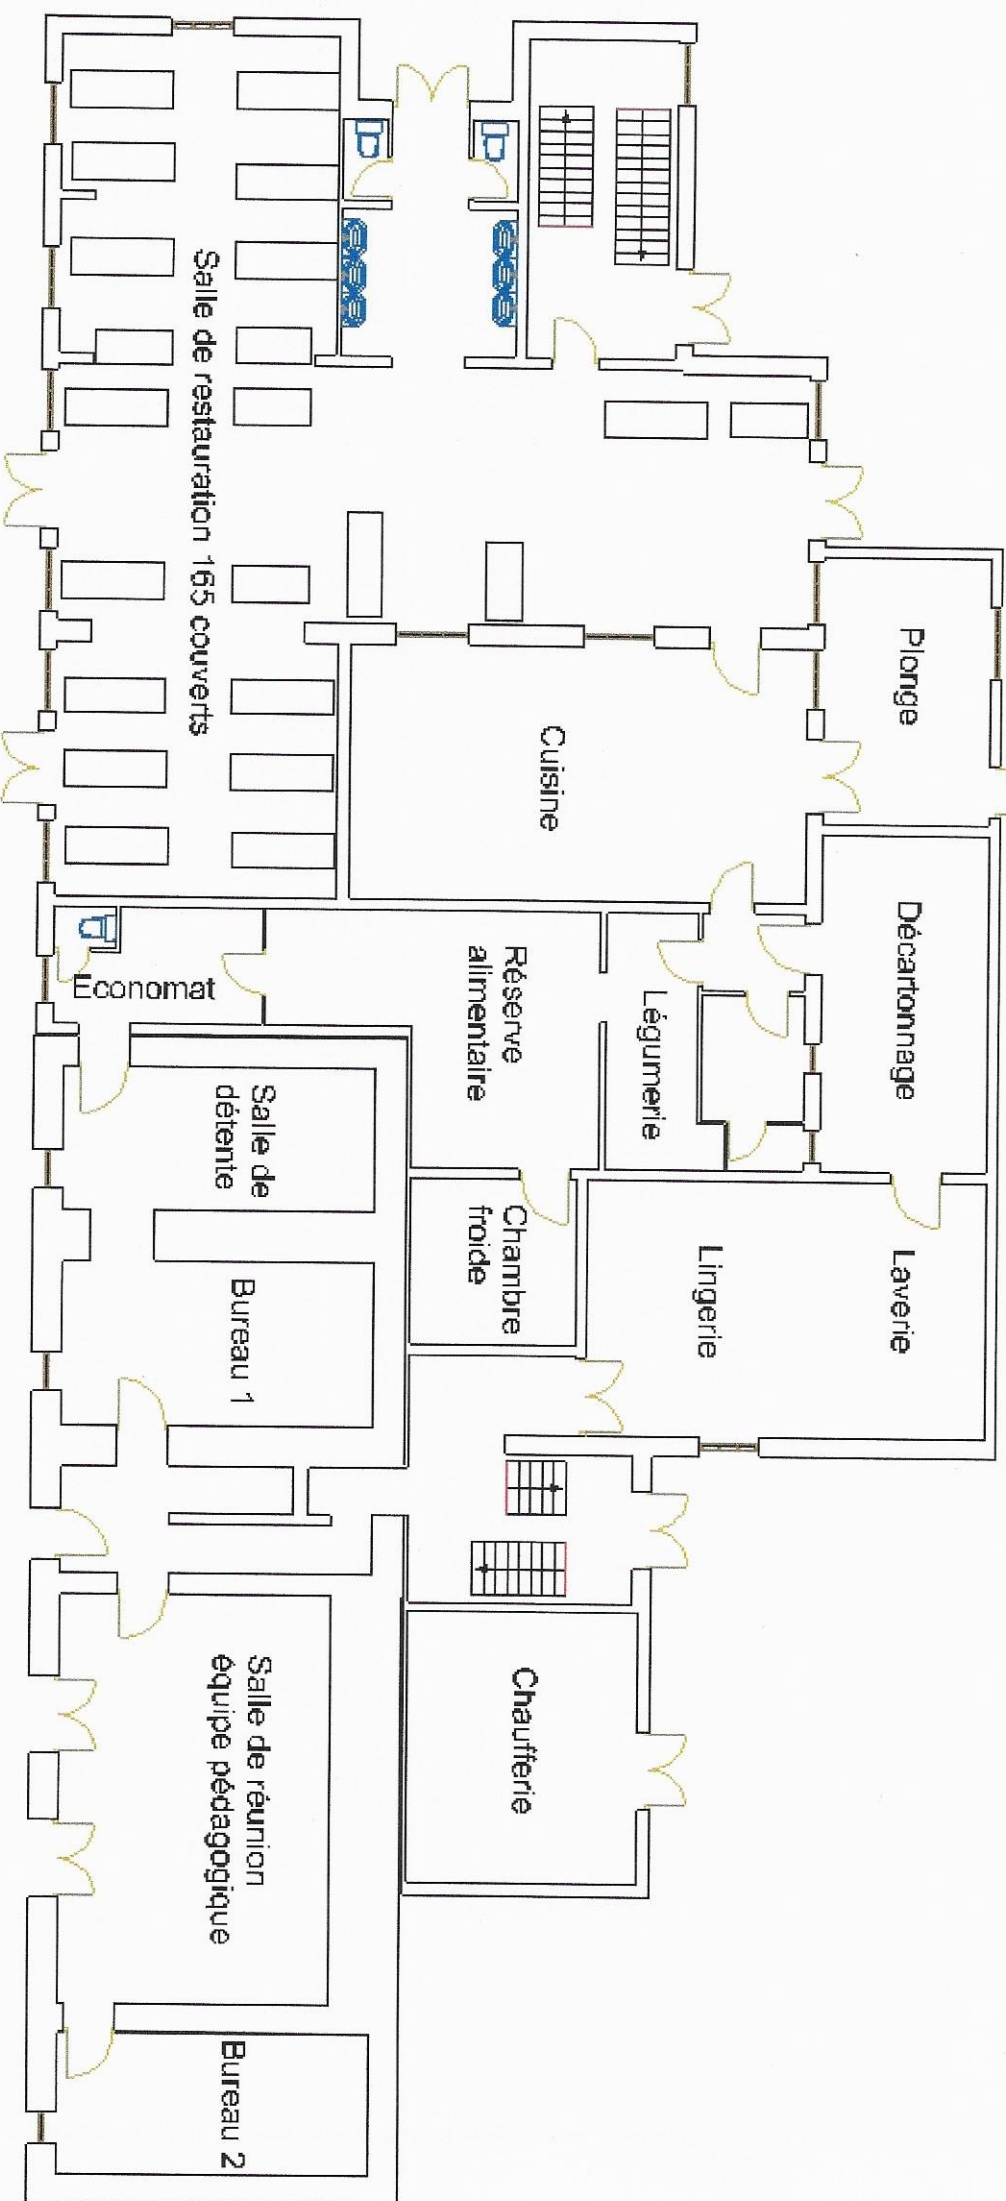 Salle de restauration 165 couverts
Plonge
Cuisine
Décartonnage
Réserve
alimentaire
Légumerie
Economat
Salle de
détente
Chambre
froide
Laverie
Lingerie
Bureau 1
Chaufferie
Salle de réunion
équipe pédagogique
Bureau 2